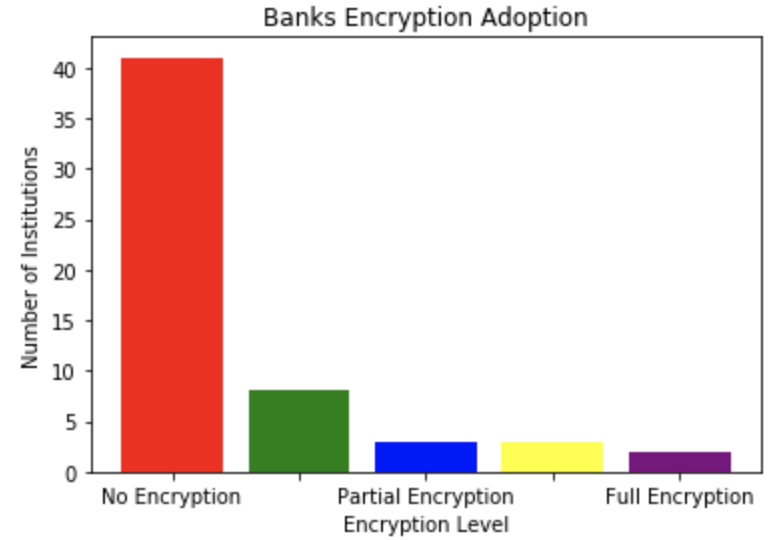 Banks Encryption Adoption
Number of Institutions
40
35
30
25
20
15
10
5
0
No Encryption Partial Encryption Full Encryption
Encryption Level